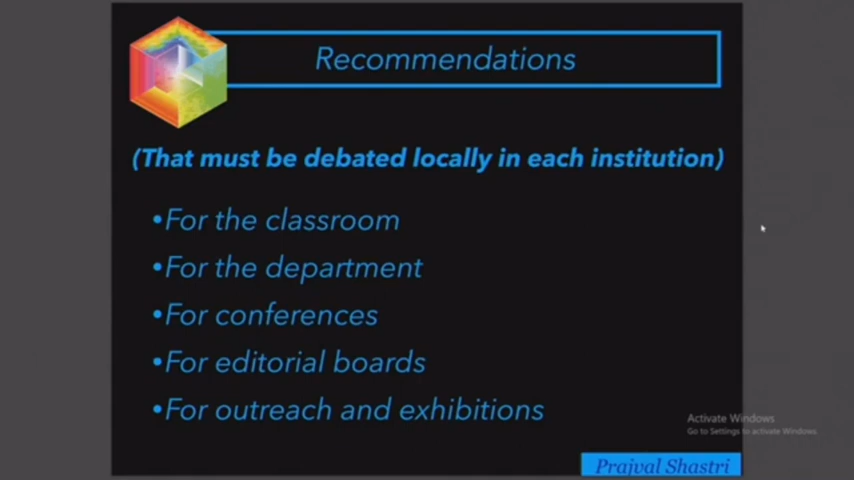 Recommendations
(That must be debated locally in each institution)
•For the classroom
•For the department
•For conferences
•For editorial boards
•For outreach and exhibitions
Activate Windows
Go to Settings to activate Windows.
Prajval Shastri